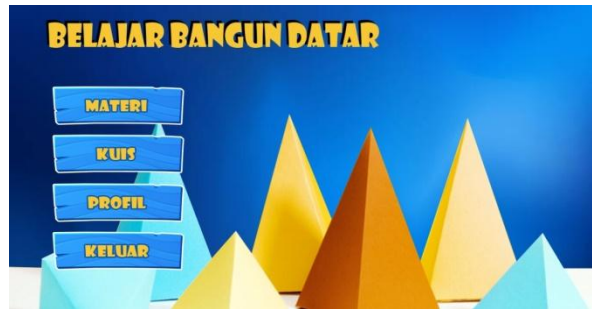 BELAJAR BANGUN DATAR
MATERI
KUIS
PROFIL
KELUAR